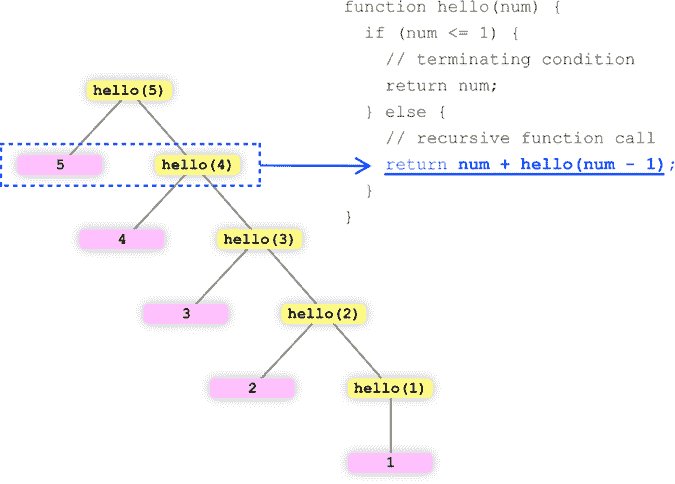 function hello(num) {
if (num <= 1) {
// terminating condition
return num;
} else {
// recursive function call
return num + hello(num - 1);
}
}
hello(5)
5 hello(4)
4 hello(3)
3 hello(2)
2 hello(1)
1